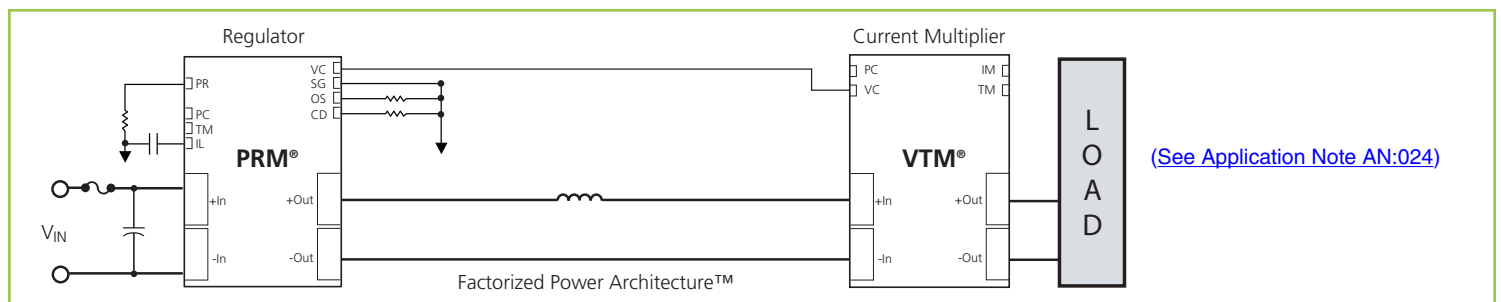 Regulator
Current Multiplier
PR
PC
TM
IL
VC
SG
OS
CD
PRM®
+In
-In
+Out
-Out
VIN
PC
VC
IM
TM
VTM®
+In
-In
+Out
-Out
L
O
A
D
(See Application Note AN:024)
Factorized Power Architecture™